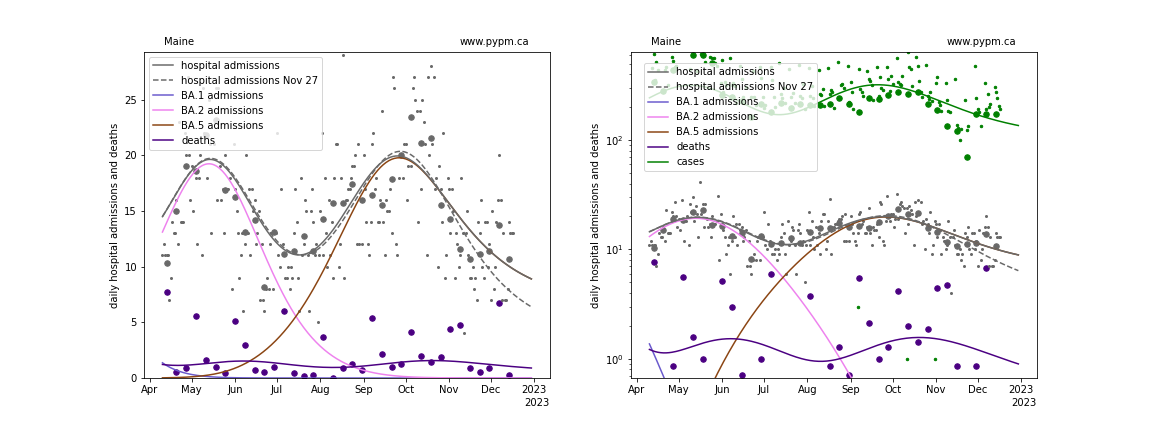 Maine www.pypm.ca
daily hospital admissions and deaths
hospital admissions
hospital admissions Nov 27
BA.1 admissions
BA.2 admissions
BA.5 admissions
deaths
25
20
15
10
5
0
Apr May Jun Jul Aug Sep Oct Nov Dec 2023
2023
Maine www.pypm.ca
daily hospital admissions and deaths
hospital admissions
hospital admissions Nov 27
BA.1 admissions
BA.2 admissions
BA.5 admissions
deaths
cases
10²
10¹
10⁰
Apr May Jun Jul Aug Sep Oct Nov Dec 2023
2023